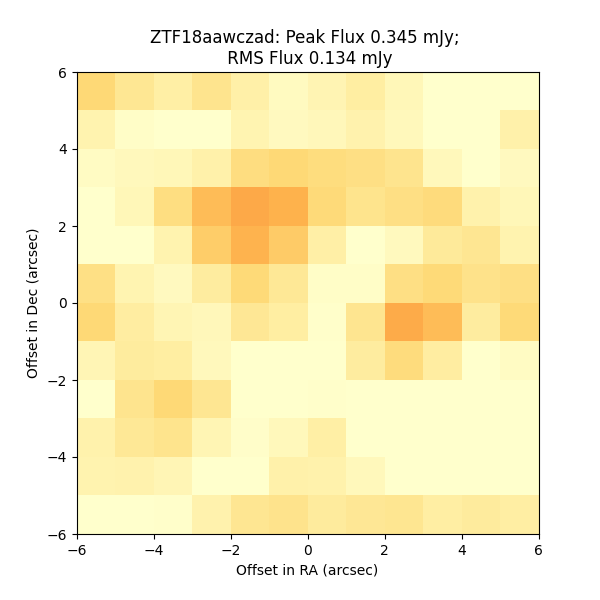 ZTF18aawczad: Peak Flux 0.345 mJy;
RMS Flux 0.134 mJy
6
4
2
0
−2
−4
−6
Offset in Dec (arcsec)
−6 −4 −2 0 2 4 6
Offset in RA (arcsec)